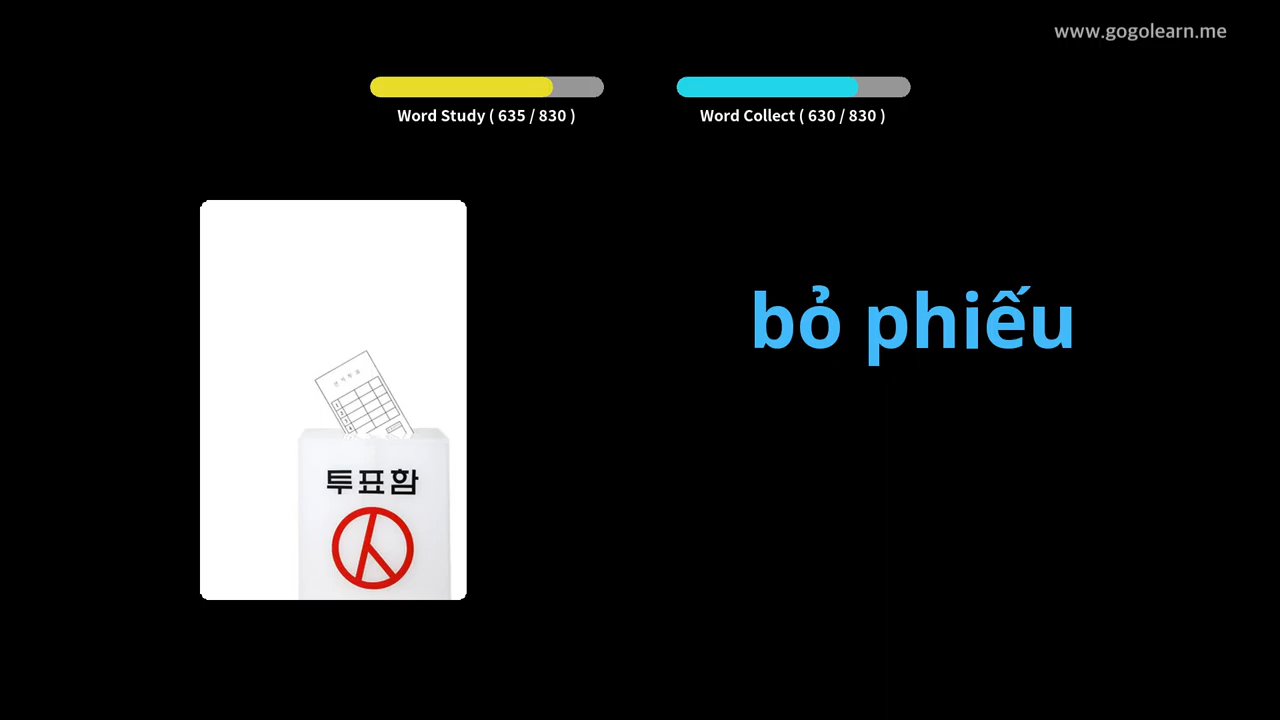 www.gogolearn.me
Word Study ( 635 / 830 )
Word Collect ( 630 / 830 )
bỏ phiếu
투표함